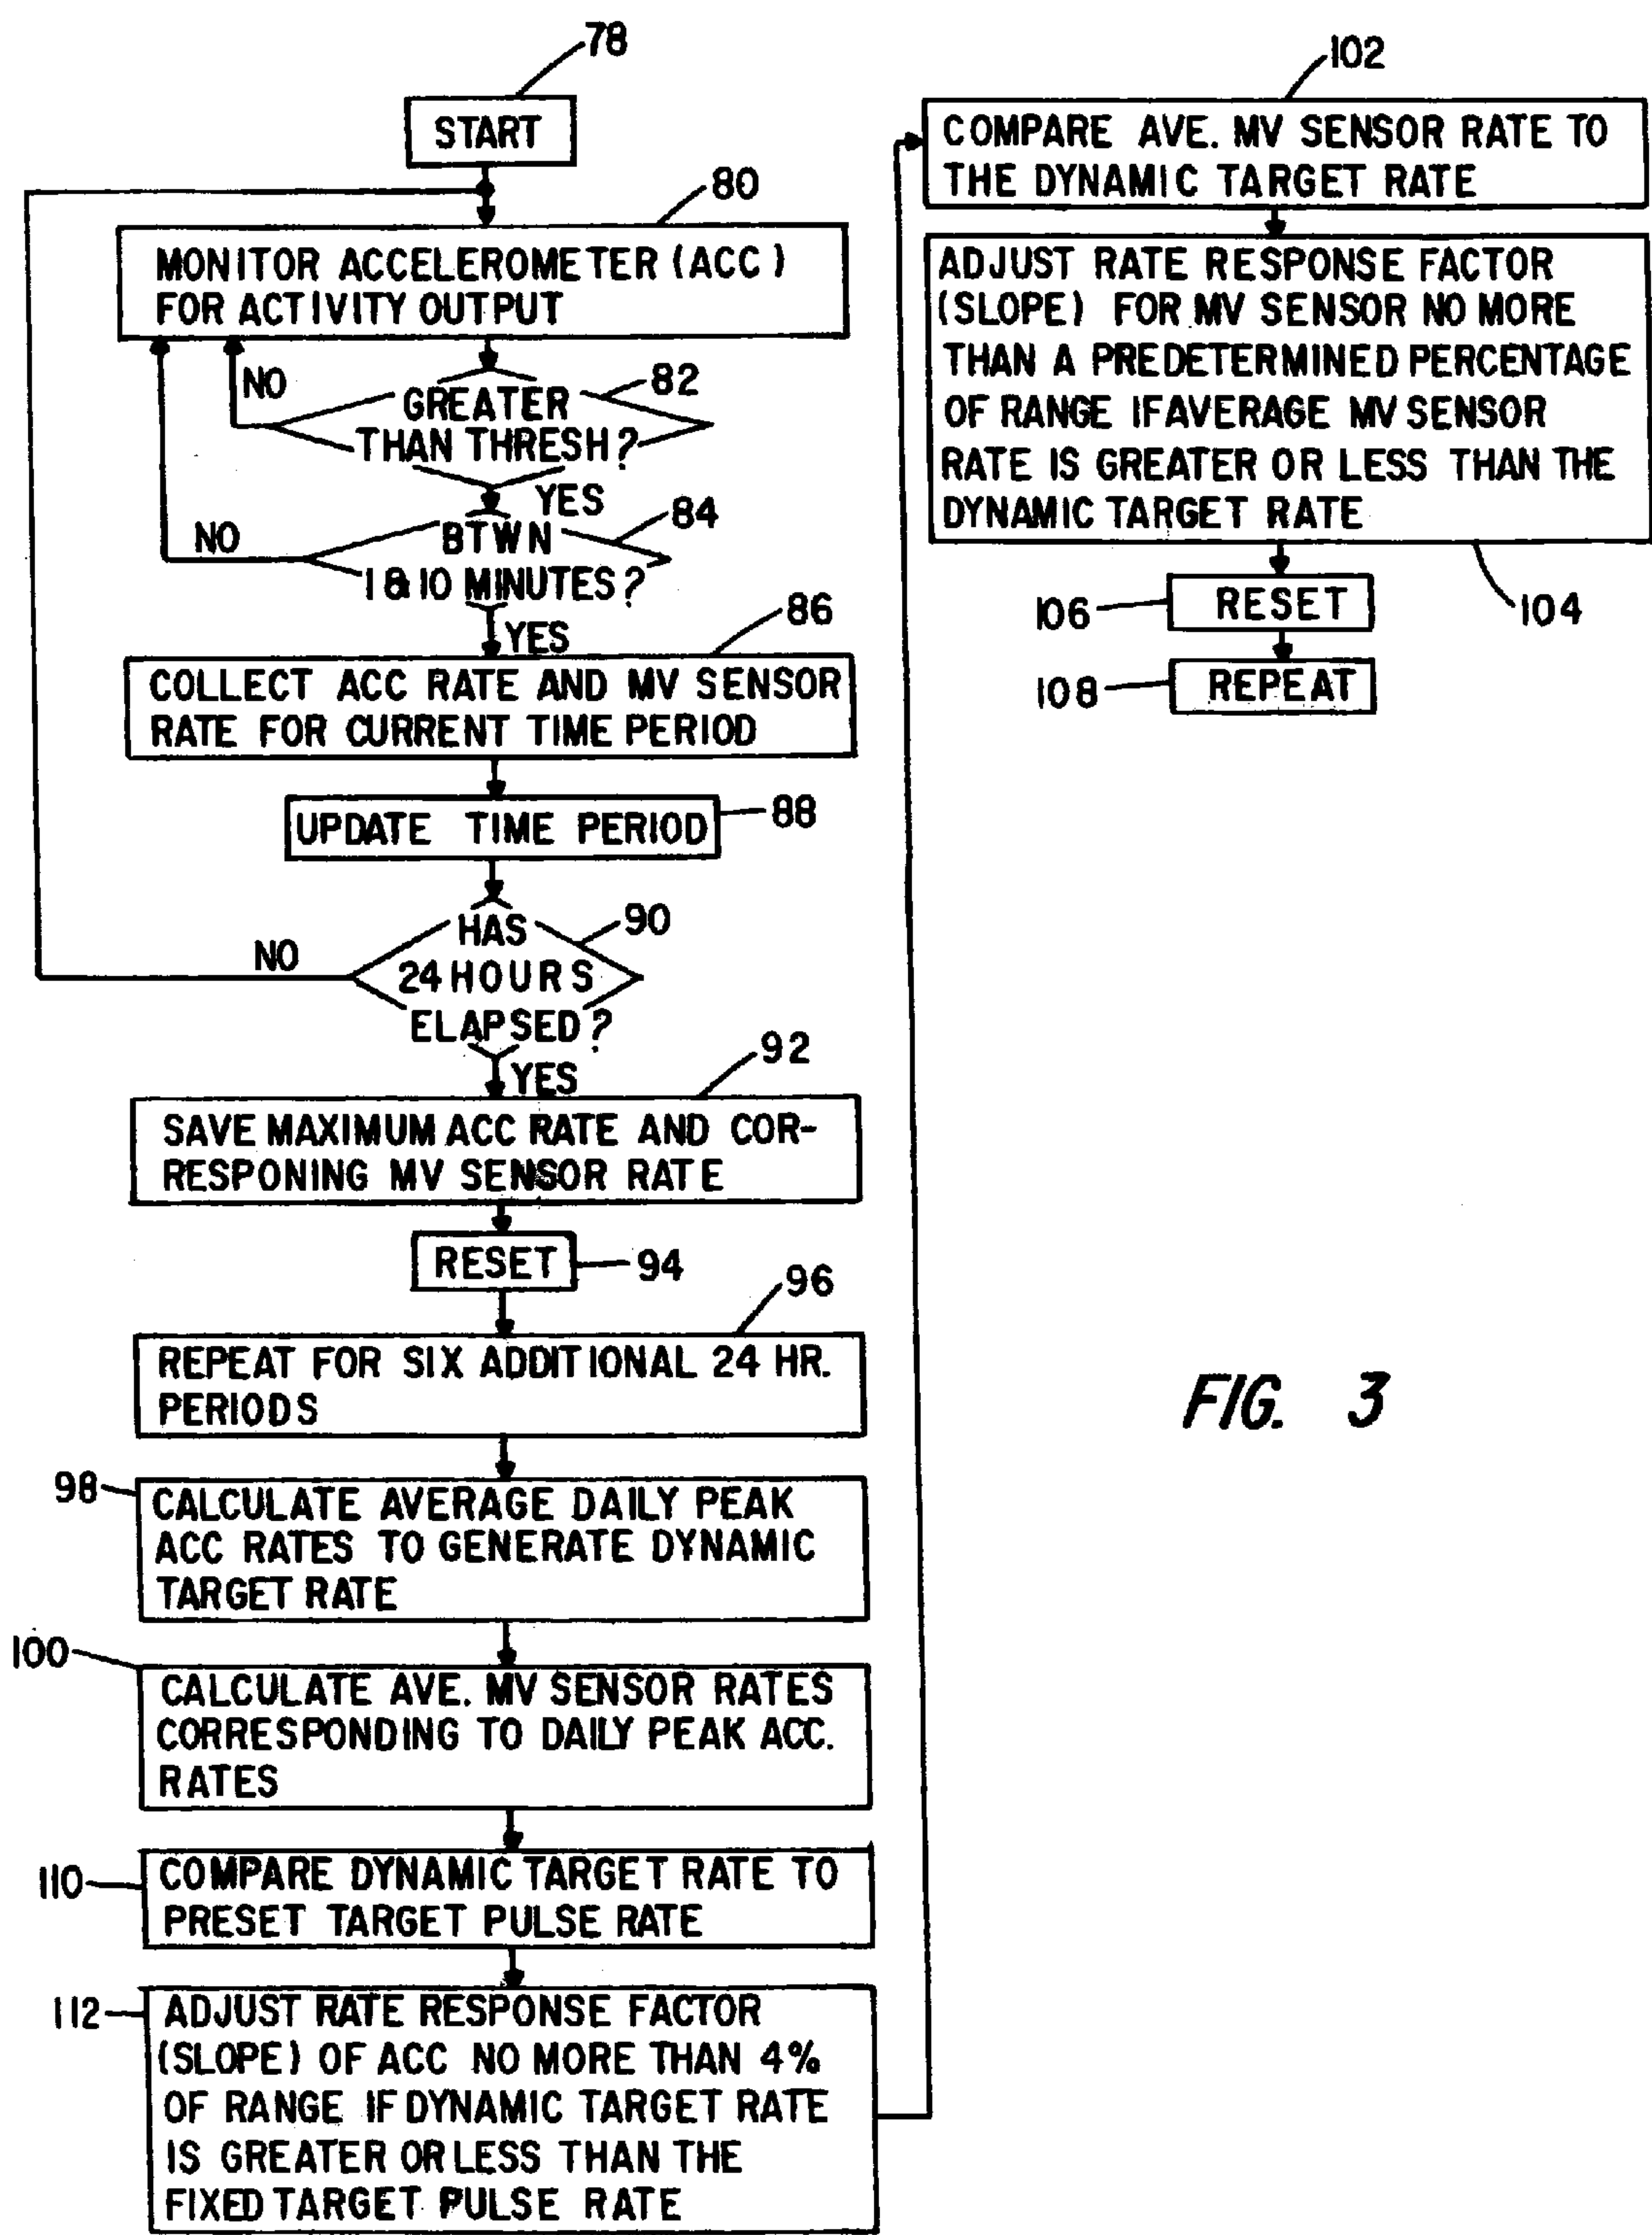 78
START
80
MONITOR ACCELEROMETER (ACC)
FOR ACTIVITY OUTPUT
NO
82
GREATER
THAN THRESH?
YES
84
NO
BTWN
1 & 10 MINUTES?
YES
86
COLLECT ACC RATE AND MV SENSOR
RATE FOR CURRENT TIME PERIOD
UPDATE TIME PERIOD
88
HAS
24 HOURS
ELAPSED?
90
NO
YES
92
SAVE MAXIMUM ACC RATE AND COR-
RESPONING MV SENSOR RATE
RESET
94
96
REPEAT FOR SIX ADDITIONAL 24 HR.
PERIODS
98
CALCULATE AVERAGE DAILY PEAK
ACC RATES TO GENERATE DYNAMIC
TARGET RATE
100
CALCULATE AVE. MV SENSOR RATES
CORRESPONDING TO DAILY PEAK ACC.
RATES
110
COMPARE DYNAMIC TARGET RATE TO
PRESET TARGET PULSE RATE
112
ADJUST RATE RESPONSE FACTOR
(SLOPE) OF ACC NO MORE THAN 4%
OF RANGE IF DYNAMIC TARGET RATE
IS GREATER OR LESS THAN THE
FIXED TARGET PULSE RATE
102
COMPARE AVE. MV SENSOR RATE TO
THE DYNAMIC TARGET RATE
ADJUST RATE RESPONSE FACTOR
(SLOPE) FOR MV SENSOR NO MORE
THAN A PREDETERMINED PERCENTAGE
OF RANGE IF AVERAGE MV SENSOR
RATE IS GREATER OR LESS THAN THE
DYNAMIC TARGET RATE
104
106
RESET
108
REPEAT
FIG. 3